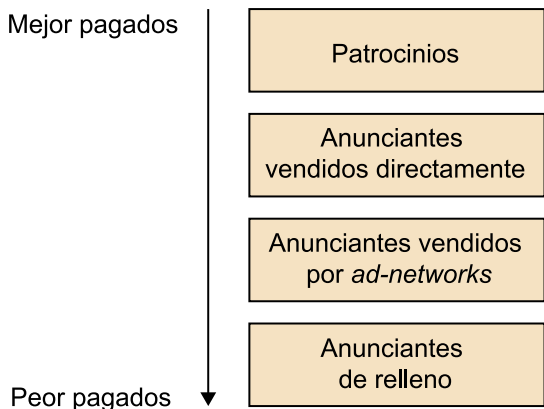 Mejor pagados
Patrocinios
Anunciantes
vendidos directamente
Anunciantes vendidos
por ad-networks
Anunciantes
de relleno
Peor pagados